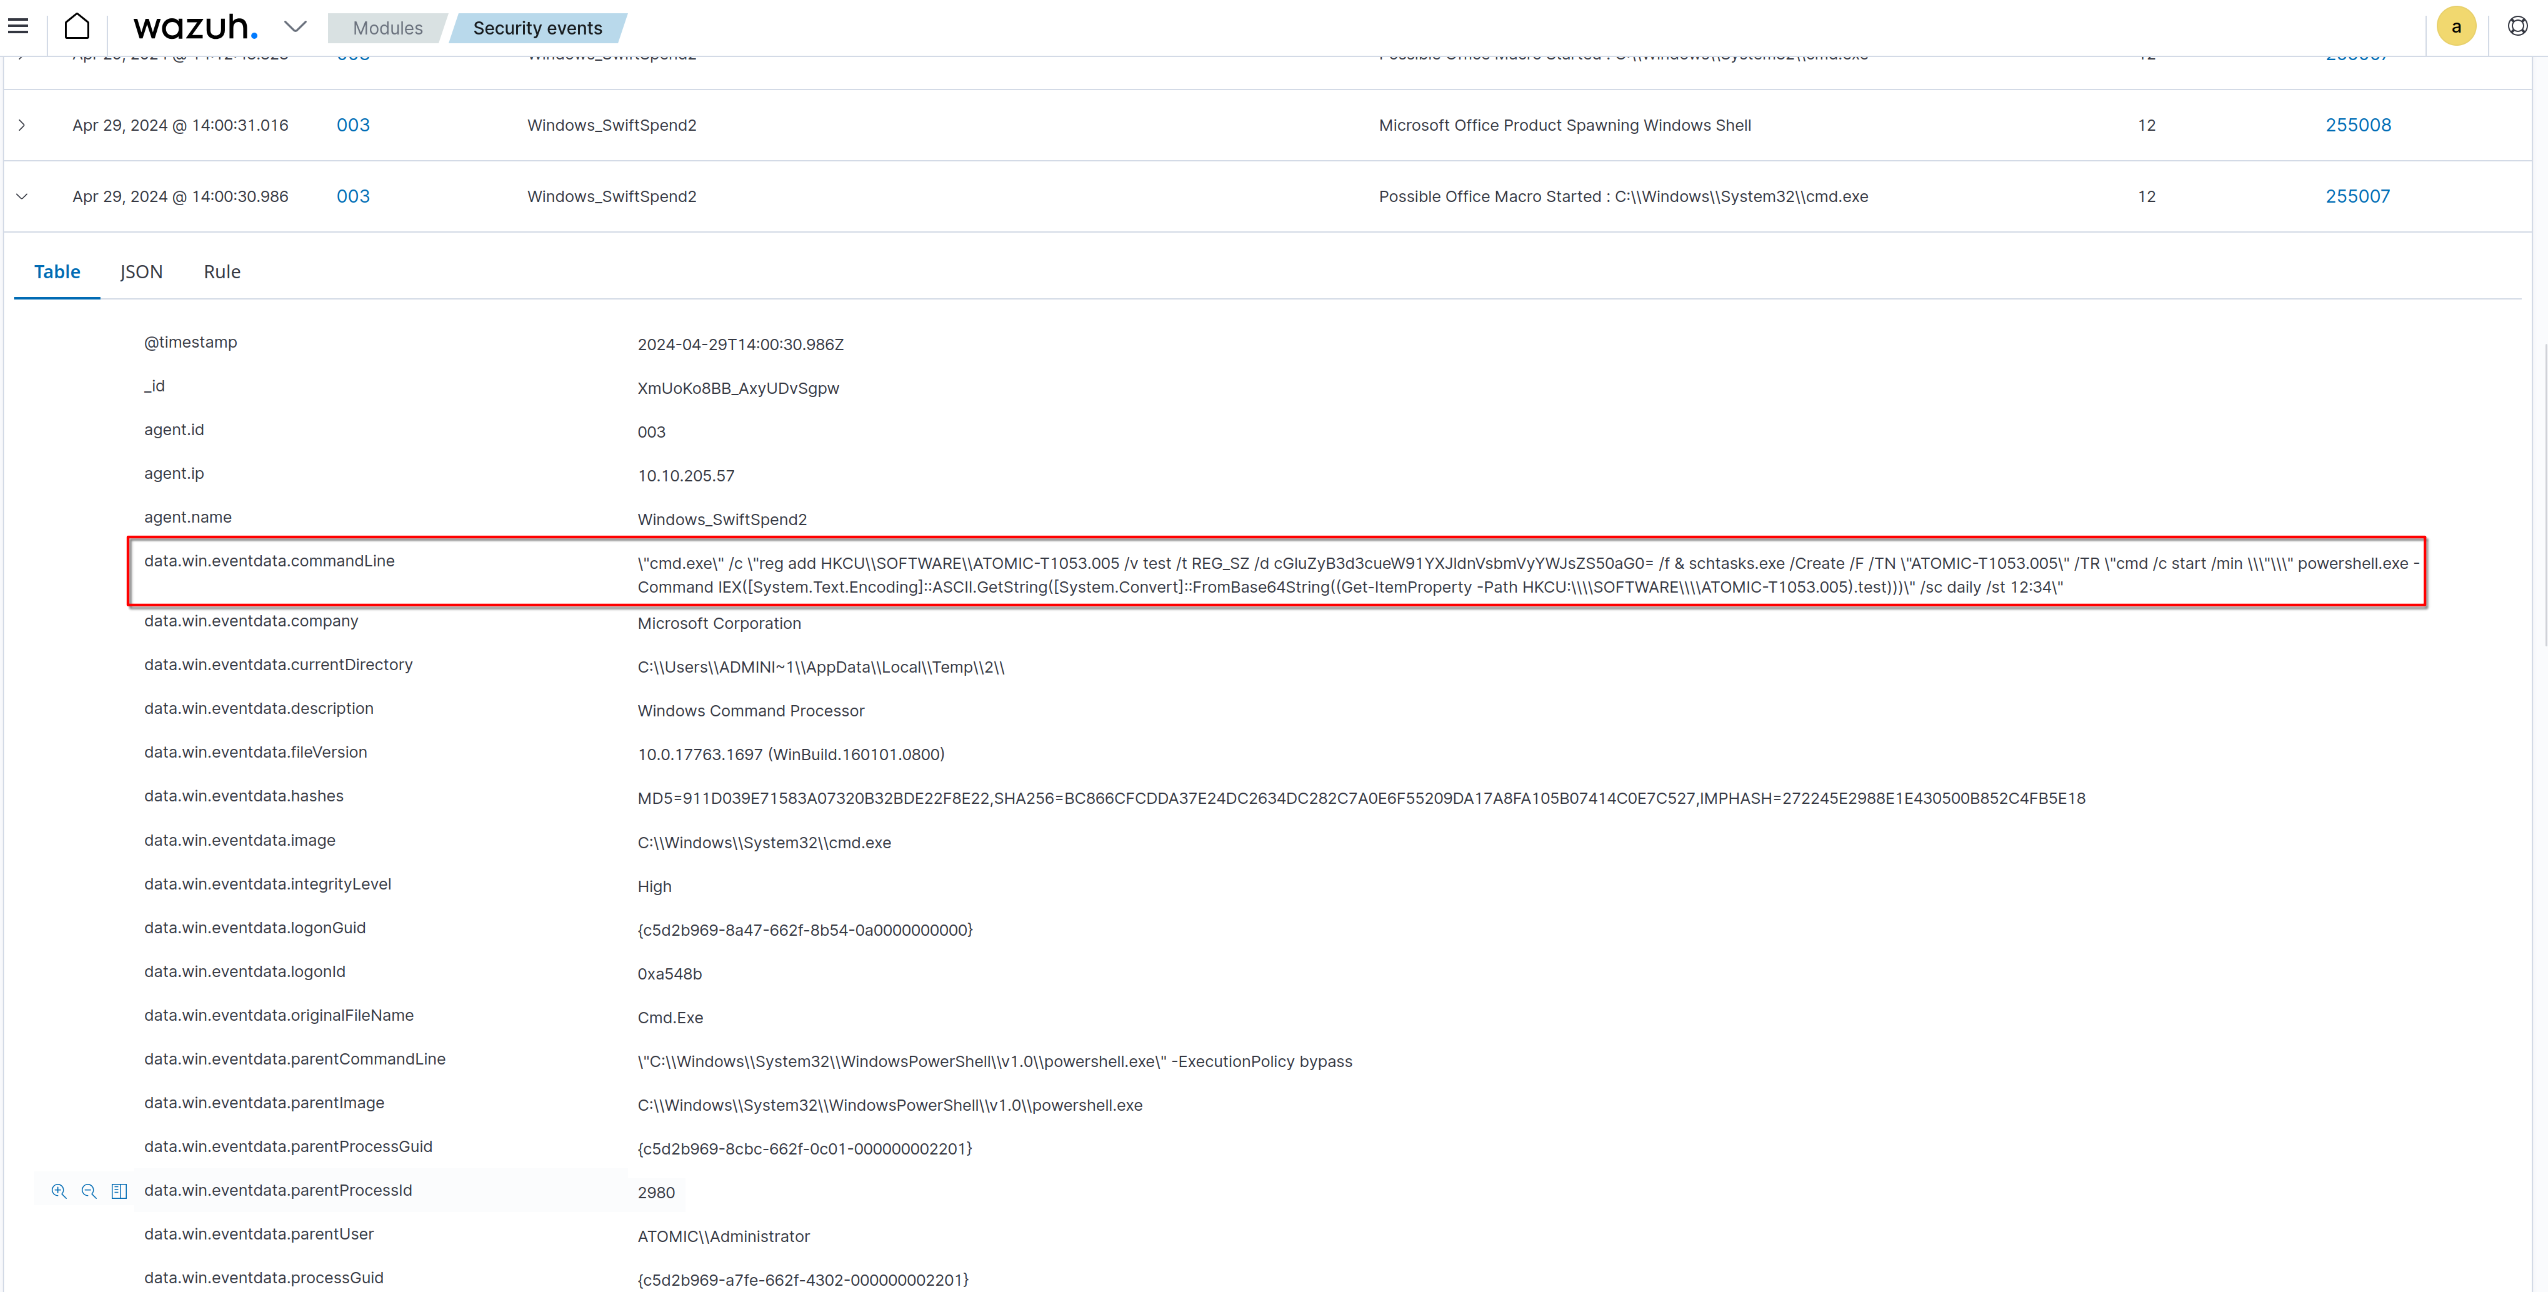 wazuh. Modules Security events a
Windows_SwiftSpend2 Possible Office Macro Started : C:\\Windows\\System32\\cmd.exe 12
Apr 29, 2024 @ 14:00:31.016 003 Windows_SwiftSpend2 Microsoft Office Product Spawning Windows Shell 12 255008
Apr 29, 2024 @ 14:00:30.986 003 Windows_SwiftSpend2 Possible Office Macro Started : C:\\Windows\\System32\\cmd.exe 12 255007
Table JSON Rule
@timestamp 2024-04-29T14:00:30.986Z
_id XmUoKo8BB_AxyUDvSgpw
agent.id 003
agent.ip 10.10.205.57
agent.name Windows_SwiftSpend2
data.win.eventdata.commandLine \"cmd.exe\" /c \"reg add HKCU\\SOFTWARE\\ATOMIC-T1053.005 /v test /t REG_SZ /d cGluZyB3d3cueW91YXJldnVsbmVyYWJsZS50aG0= /f & schtasks.exe /Create /F /TN \"ATOMIC-T1053.005\" /TR \"cmd /c start /min \\\"\\\" powershell.exe -
Command IEX([System.Text.Encoding]::ASCII.GetString([System.Convert]::FromBase64String((Get-ItemProperty -Path HKCU:\\\\SOFTWARE\\\\ATOMIC-T1053.005).test)))\" /sc daily /st 12:34\"
data.win.eventdata.company Microsoft Corporation
data.win.eventdata.currentDirectory C:\\Users\\ADMINI~1\\AppData\\Local\\Temp\\2\\
data.win.eventdata.description Windows Command Processor
data.win.eventdata.fileVersion 10.0.17763.1697 (WinBuild.160101.0800)
data.win.eventdata.hashes MD5=911D039E71583A07320B32BDE22F8E22,SHA256=BC866CFCDDA37E24DC2634DC282C7A0E6F55209DA17A8FA105B07414C0E7C527,IMPHASH=272245E2988E1E430500B852C4FB5E18
data.win.eventdata.image C:\\Windows\\System32\\cmd.exe
data.win.eventdata.integrityLevel High
data.win.eventdata.logonGuid {c5d2b969-8a47-662f-8b54-0a0000000000}
data.win.eventdata.logonId 0xa548b
data.win.eventdata.originalFileName Cmd.Exe
data.win.eventdata.parentCommandLine \"C:\\Windows\\System32\\WindowsPowerShell\\v1.0\\powershell.exe\" -ExecutionPolicy bypass
data.win.eventdata.parentImage C:\\Windows\\System32\\WindowsPowerShell\\v1.0\\powershell.exe
data.win.eventdata.parentProcessGuid {c5d2b969-8cbc-662f-0c01-000000002201}
data.win.eventdata.parentProcessId 2980
data.win.eventdata.parentUser ATOMIC\\Administrator
data.win.eventdata.processGuid {c5d2b969-a7fe-662f-4302-000000002201}